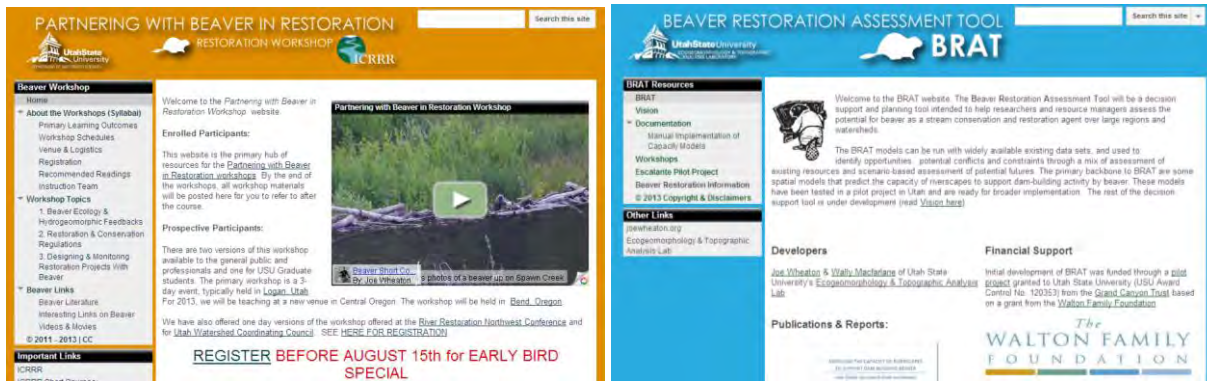 PARTNERING WITH BEAVER IN RESTORATION
RESTORATION WORKSHOP
UtahState
University
ICRRR
Search this site
Beaver Workshop
Home
About the Workshops (Syllabai)
Primary Learning Outcomes
Workshop Schedules
Venue & Logistics
Registration
Recommended Readings
Instruction Team
Workshop Topics
1. Beaver Ecology &
Hydrogeomorphic Feedbacks
2. Restoration & Conservation
Regulations
3. Designing & Monitoring
Restoration Projects With
Beaver
Beaver Links
Beaver Literature
Interesting Links on Beaver
Videos & Movies
© 2011 - 2013 | CC
Important Links
ICRRR
Welcome to the Partnering with Beaver in
Restoration Workshop website.
Enrolled Participants:
This website is the primary hub of
resources for the Partnering with Beaver
in Restoration workshops. By the end of
the workshops, all workshop materials
will be posted here for you to refer to after
the course.
Prospective Participants:
There are two versions of this workshop
available to the general public and
professionals and one for USU Graduate
students. The primary workshop is a 3-
day event, typically held in Logan, Utah.
For 2013, we will be teaching at a new venue in Central Oregon. The workshop will be held in Bend, Oregon.
We have also offered one day versions of the workshop offered at the River Restoration Northwest Conference and
for Utah Watershed Coordinating Council. SEE HERE FOR REGISTRATION
REGISTER BEFORE AUGUST 15th for EARLY BIRD
SPECIAL
Partnering with Beaver in Restoration Workshop
Beaver Short Co...
By Joe Wheaton
s photos of a beaver up on Spawn Creek
BEAVER RESTORATION ASSESSMENT TOOL
BRAT
UtahStateUniversity
Search this site
BRAT Resources
BRAT
Vision
Documentation
Manual Implementation of
Capacity Models
Workshops
Escalante Pilot Project
Beaver Restoration Information
© 2013 Copyright & Disclaimers
Other Links
joewheaton.org
Ecogeomorphology & Topographic
Analysis Lab
Welcome to the BRAT website. The Beaver Restoration Assessment Tool will be a decision
support and planning tool intended to help researchers and resource managers assess the
potential for beaver as a stream conservation and restoration agent over large regions and
watersheds.
The BRAT models can be run with widely available existing data sets, and used to
identify opportunities, potential conflicts and constraints through a mix of assessment of
existing resources and scenario-based assessment of potential futures. The primary backbone to BRAT are some
spatial models that predict the capacity of riverscapes to support dam-building activity by beaver. These models
have been tested in a pilot project in Utah and are ready for broader implementation. The rest of the decision
support tool is under development (read Vision here).
Developers
Joe Wheaton & Wally Macfarlane of Utah State
University's Ecogeomorphology & Topographic Analysis
Lab
Publications & Reports:
Financial Support
Initial development of BRAT was funded through a pilot
project granted to Utah State University (USU Award
Control No. 120353) from the Grand Canyon Trust based
on a grant from the Walton Family Foundation
The
WALTON FAMILY
FOUNDATION